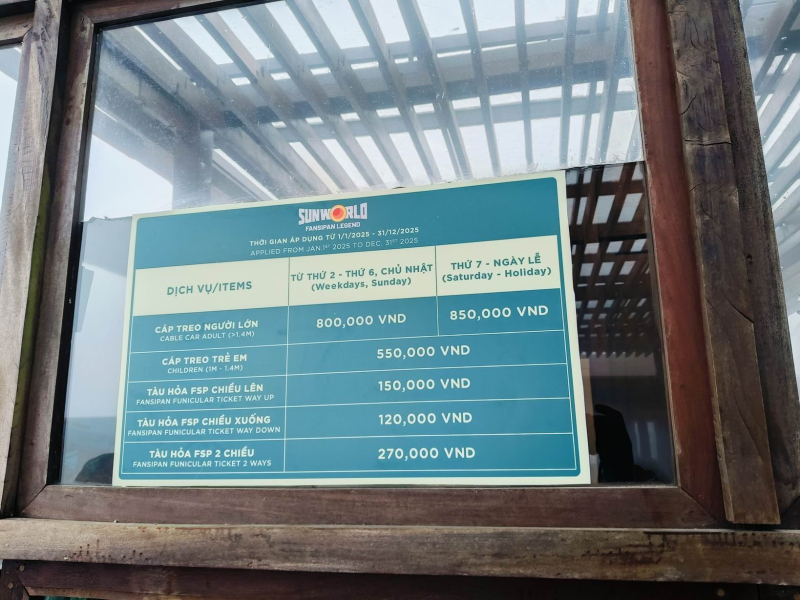 SUNWORLD
FANSIPAN LEGEND
THỜI GIAN ÁP DỤNG TỪ 1/1/2025 - 31/12/2025
APPLIED FROM JAN.1ST 2025 TO DEC. 31ST 2025
DỊCH VỤ/ITEMS
TỪ THỨ 2 - THỨ 6, CHỦ NHẬT
(Weekdays, Sunday)
THỨ 7 - NGÀY LỄ
(Saturday - Holiday)
CÁP TREO NGƯỜI LỚN
CABLE CAR ADULT (>1.4M)
800,000 VND
850,000 VND
CÁP TREO TRẺ EM
CHILDREN (1M - 1.4M)
550,000 VND
TÀU HỎA FSP CHIỀU LÊN
FANSIPAN FUNICULAR TICKET WAY UP
150,000 VND
TÀU HỎA FSP CHIỀU XUỐNG
FANSIPAN FUNICULAR TICKET WAY DOWN
120,000 VND
TÀU HỎA FSP 2 CHIỀU
FANSIPAN FUNICULAR TICKET 2 WAYS
270,000 VND